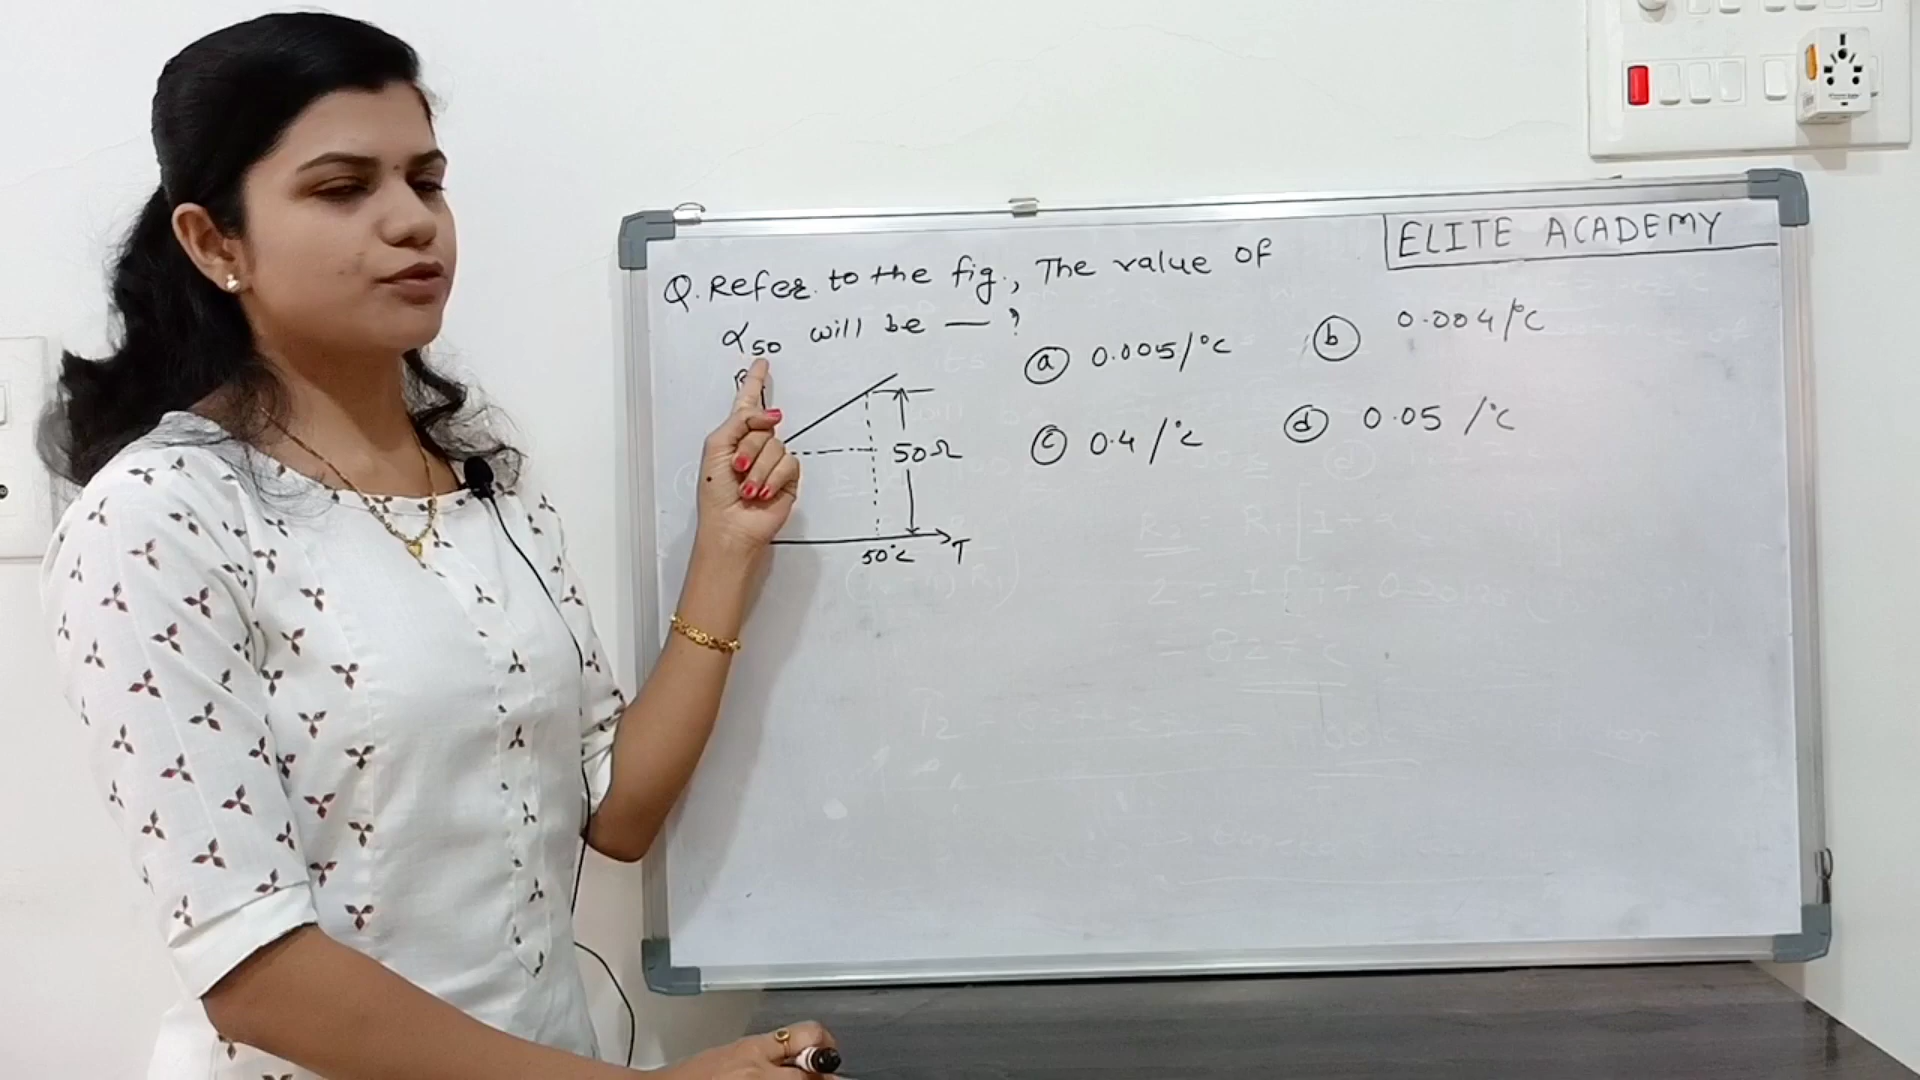 ELITE ACADEMY
Q. Refer. to the fig., The value of
α50 will be — ?
(a) 0.005/°C
(b) 0.004/°C
(c) 0.4/°C
(d) 0.05 /°C
R
50Ω
50°C
T